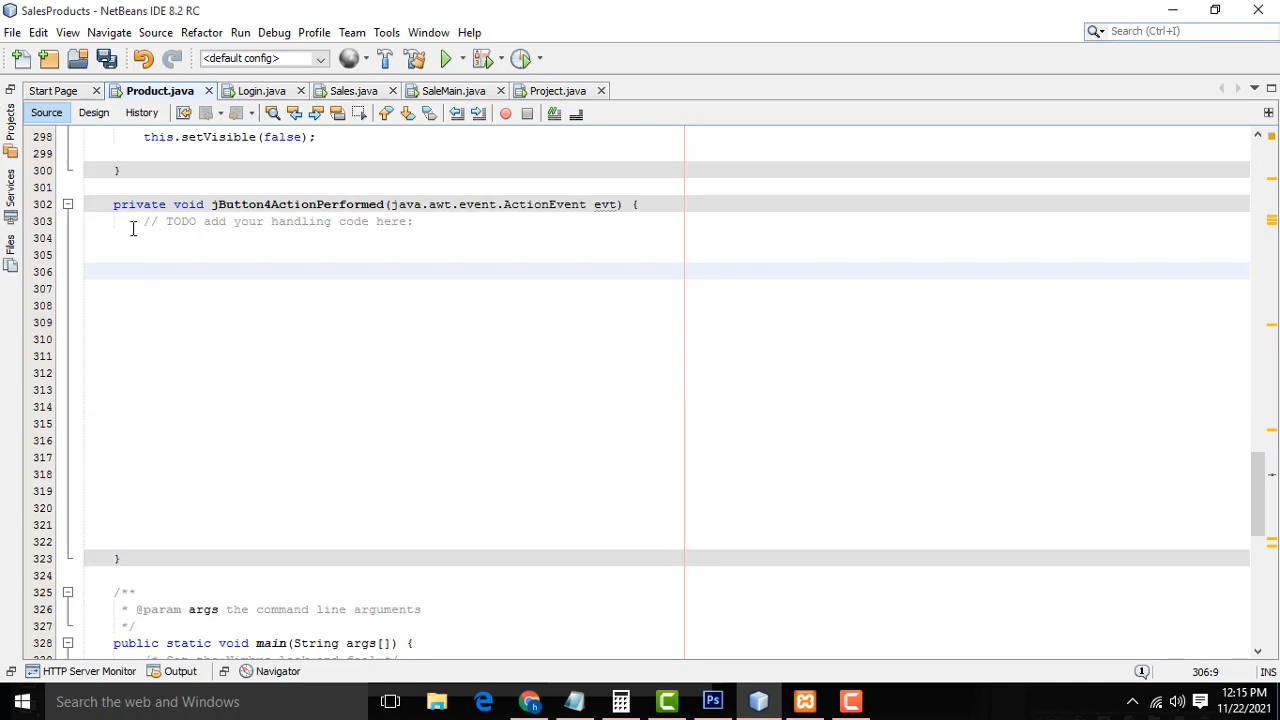 SalesProducts - NetBeans IDE 8.2 RC
File Edit View Navigate Source Refactor Run Debug Profile Team Tools Window Help
Search (Ctrl+I)
<default config>
Start Page Product.java Login.java Sales.java SaleMain.java Project.java
Source Design History
Projects
Services
Files
298 this.setVisible(false);
299
300 }
301
302 private void jButton4ActionPerformed(java.awt.event.ActionEvent evt) {
303 // TODO add your handling code here:
304
305
306
307
308
309
310
311
312
313
314
315
316
317
318
319
320
321
322
323 }
324
325 /**
326 * @param args the command line arguments
327 */
328 public static void main(String args[]) {
HTTP Server Monitor Output Navigator 1 306:9 INS
Search the web and Windows
12:15 PM
11/22/2021